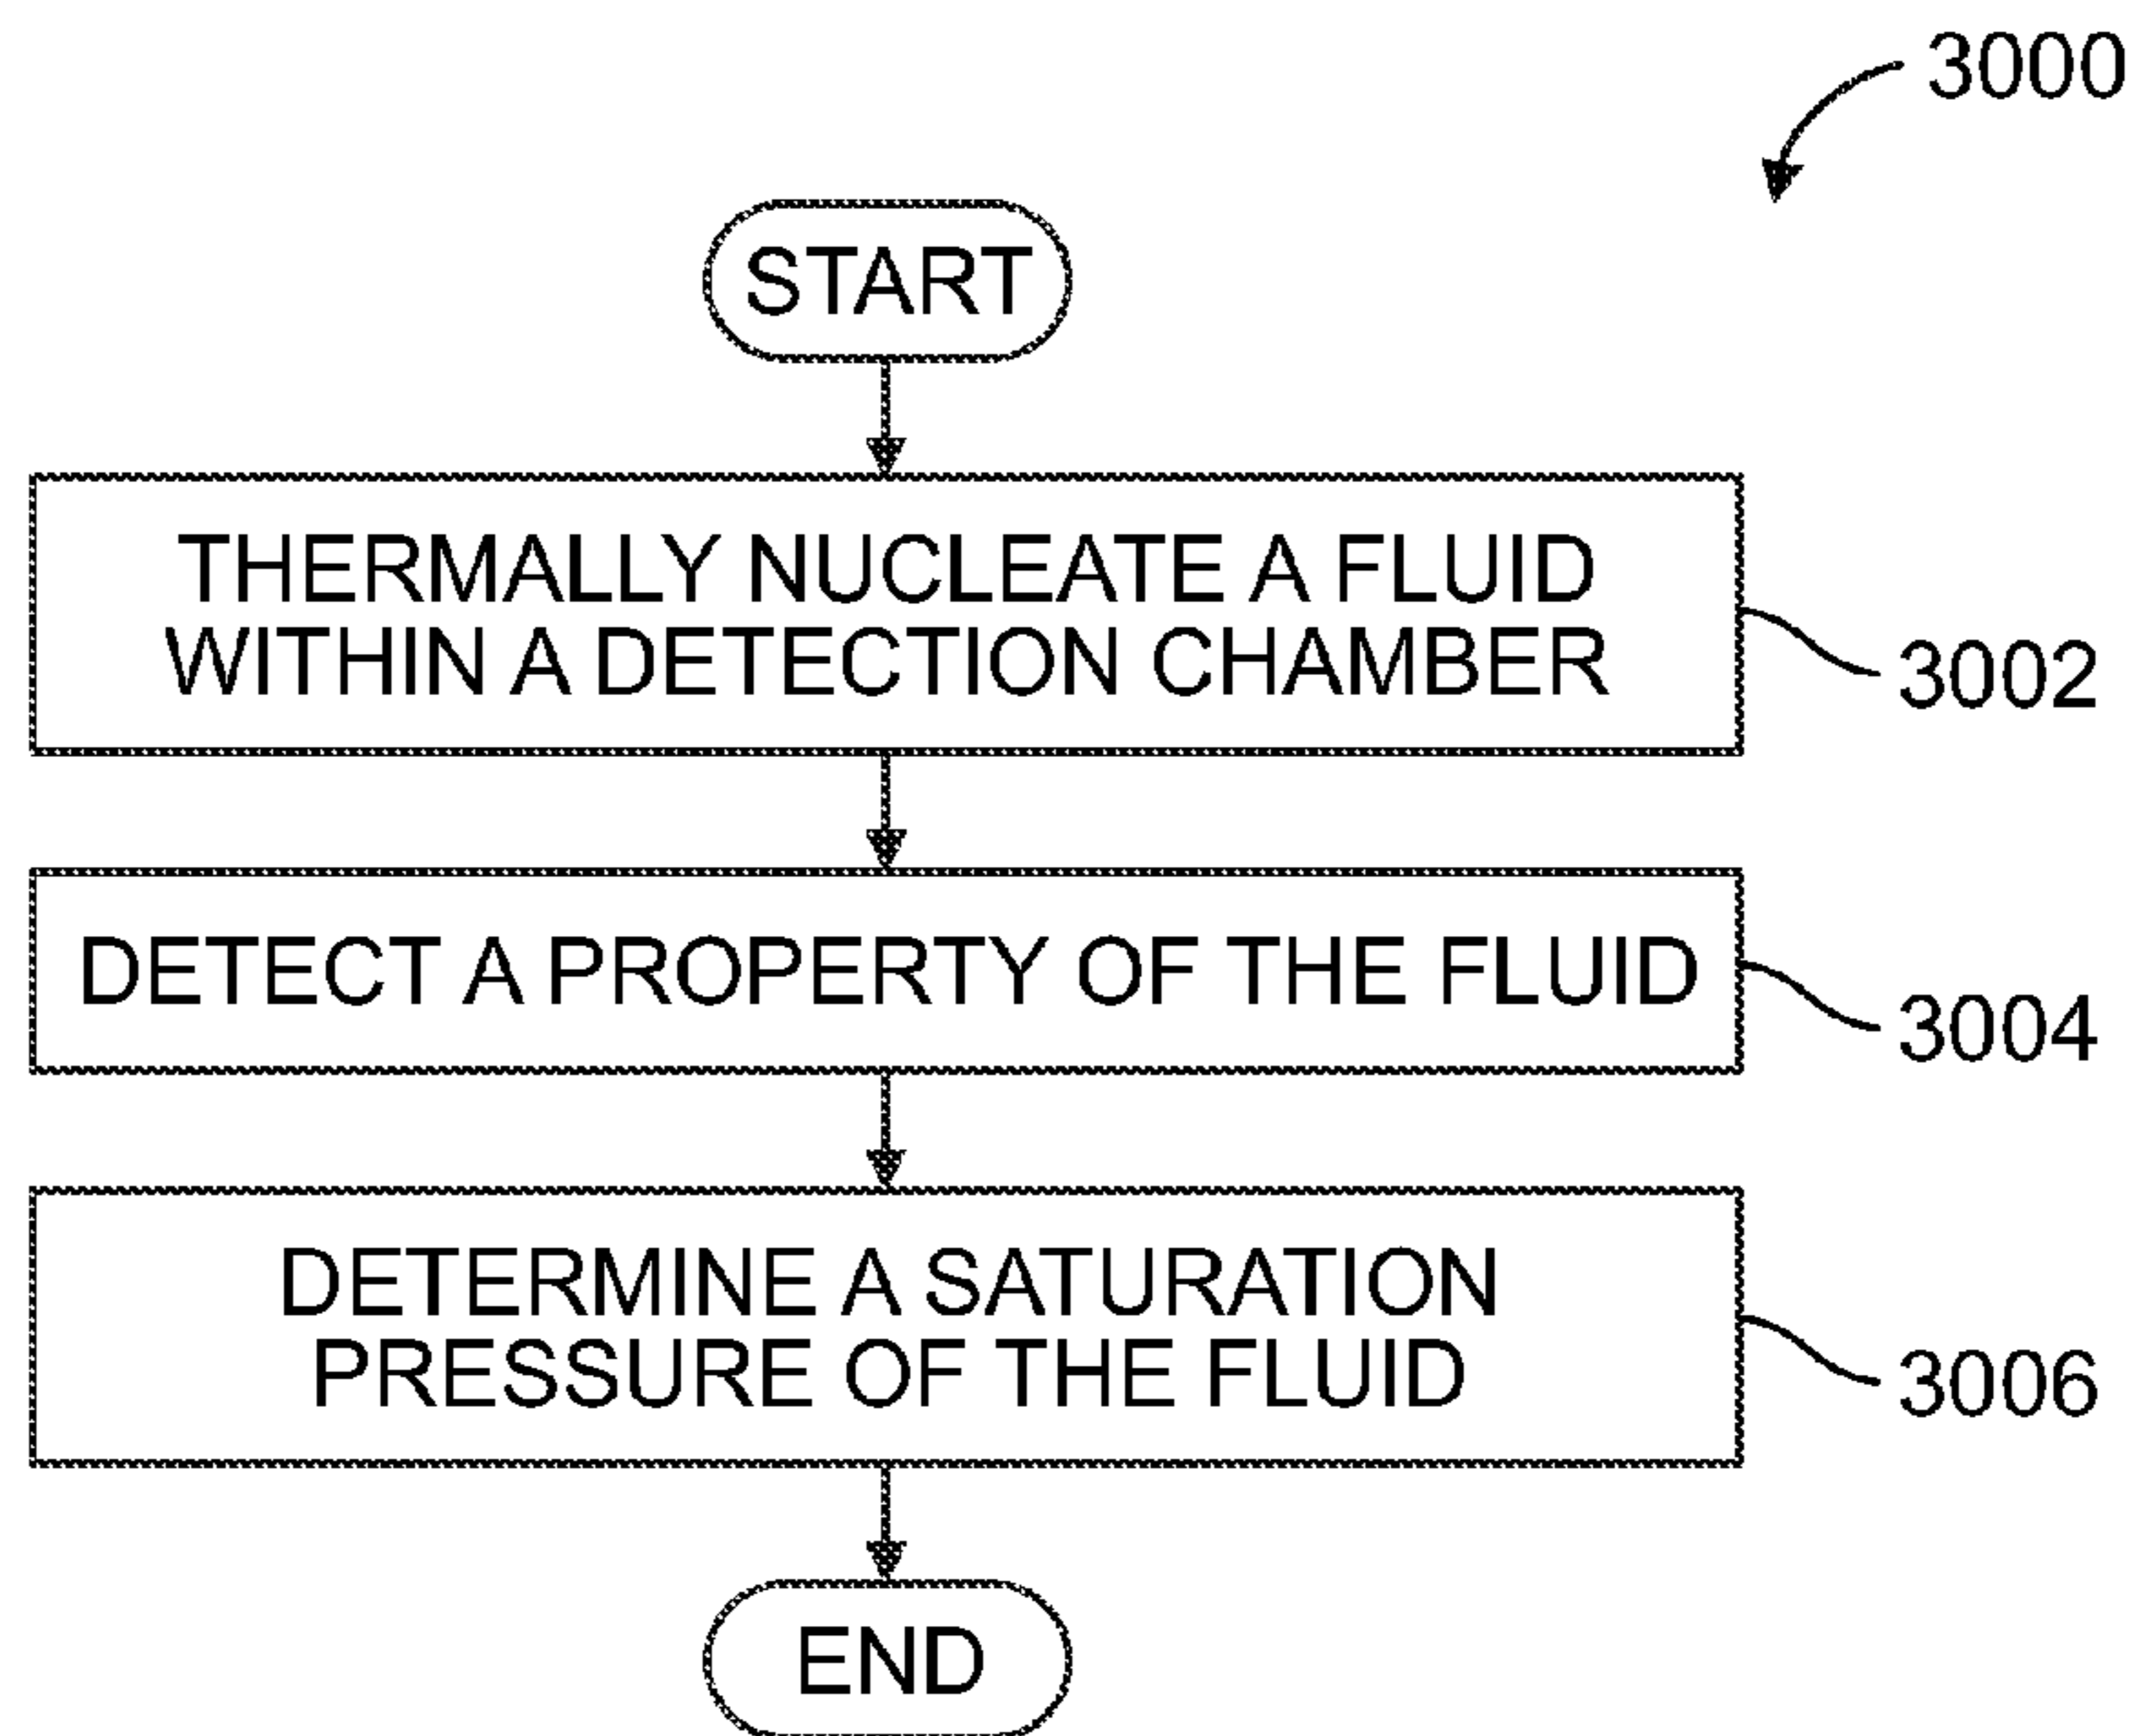 3000
START
THERMALLY NUCLEATE A FLUID
WITHIN A DETECTION CHAMBER
3002
DETECT A PROPERTY OF THE FLUID
3004
DETERMINE A SATURATION
PRESSURE OF THE FLUID
3006
END